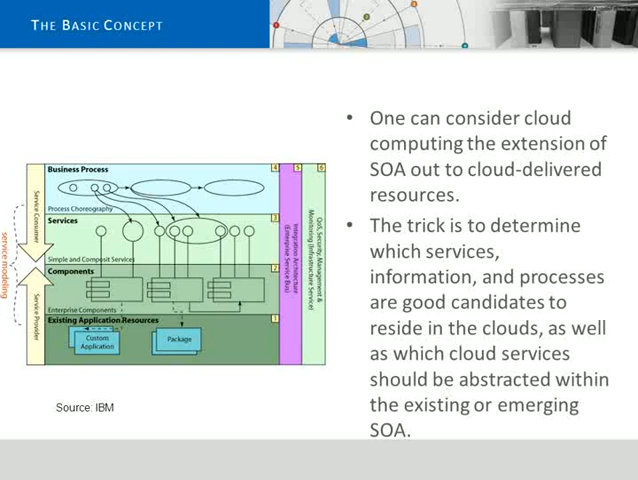 THE BASIC CONCEPT
• One can consider cloud
computing the extension of
SOA out to cloud-delivered
resources.
• The trick is to determine
which services,
information, and processes
are good candidates to
reside in the clouds, as well
as which cloud services
should be abstracted within
the existing or emerging
SOA.
Business Process
4
5
6
Process Choreography
Services
3
Simple and Composit Services
Components
2
Enterprise Components
Existing Application Resources
1
Custom
Application
Package
Service Consumer
Service Provider
service modeling
Integration Architecture
(Enterprise Service Bus)
QoS, Security, Management &
Monitoring (Infrastructure Service)
Source: IBM